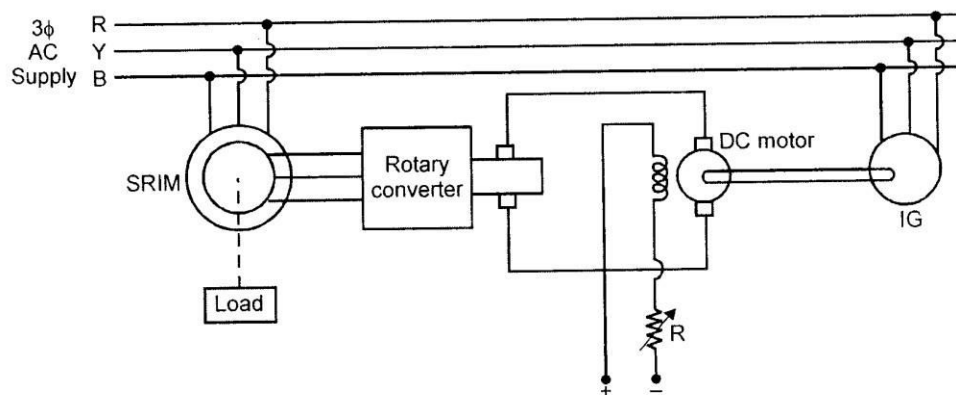 3ϕ R
AC Y
Supply B
SRIM
Rotary
converter
DC motor
IG
Load
R
+ −